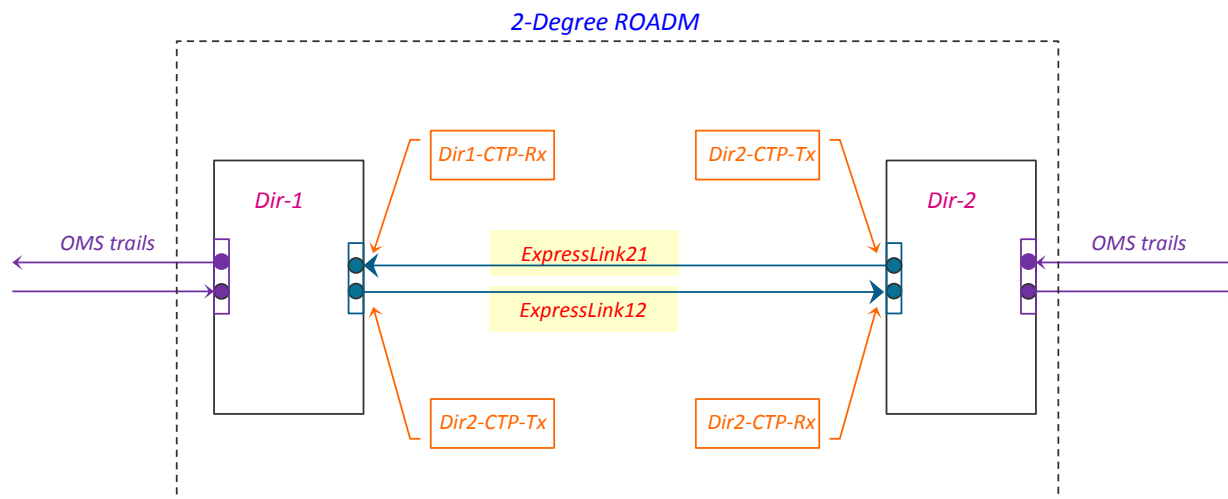 2-Degree ROADM
Dir1-CTP-Rx
Dir2-CTP-Tx
Dir-1
Dir-2
OMS trails
ExpressLink21
OMS trails
ExpressLink12
Dir2-CTP-Tx
Dir2-CTP-Rx